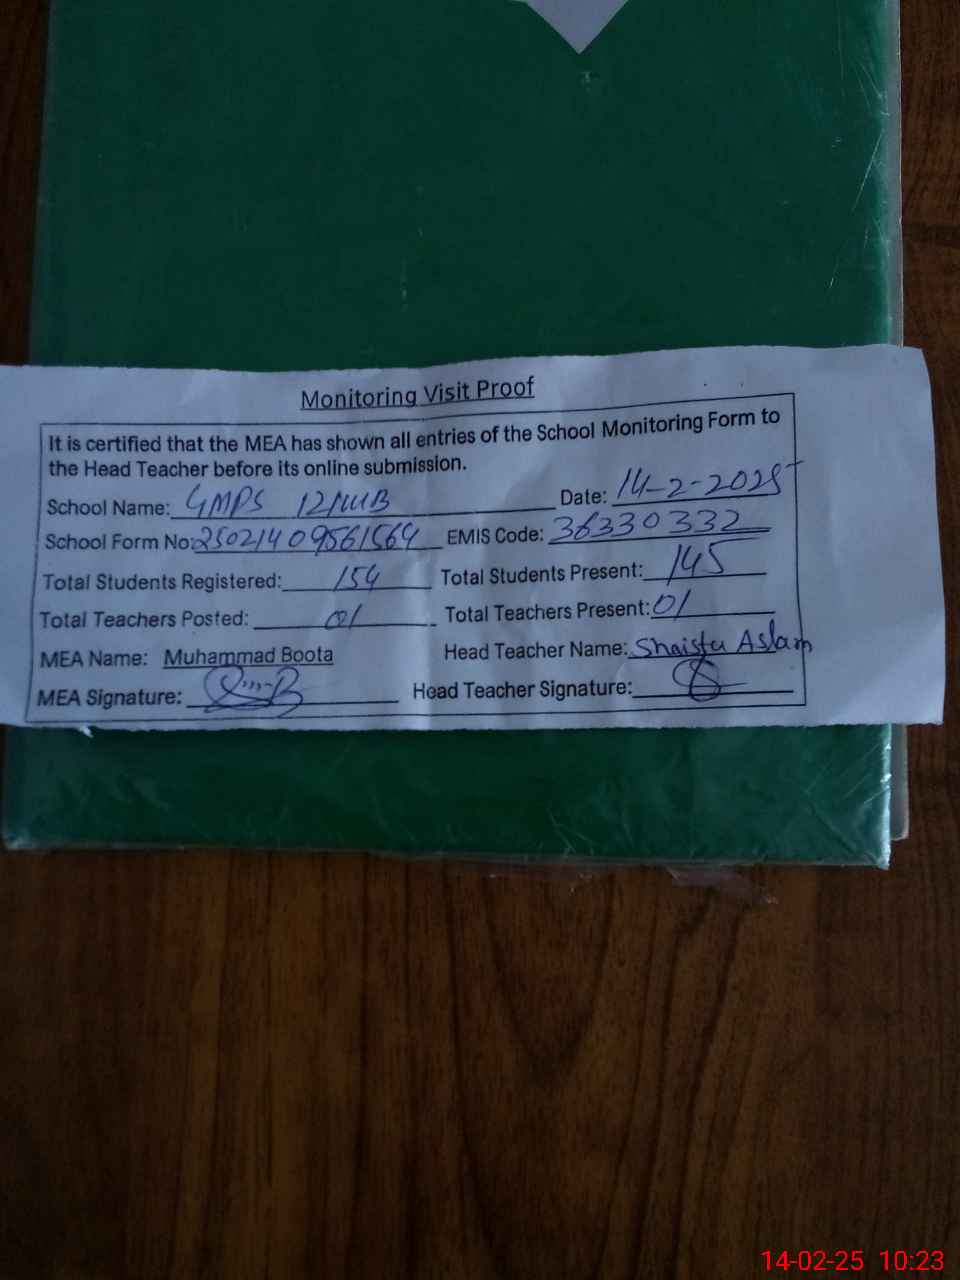 Monitoring Visit Proof
It is certified that the MEA has shown all entries of the School Monitoring Form to
the Head Teacher before its online submission.
School Name: GMPS 12/WB Date: 14-2-2025
School Form No: 25021409561564 EMIS Code: 36330332
Total Students Registered: 154 Total Students Present: 145
Total Teachers Posted: 01 Total Teachers Present: 01
MEA Name: Muhammad Boota Head Teacher Name: Shaista Aslam
MEA Signature: Head Teacher Signature:
14-02-25 10:23